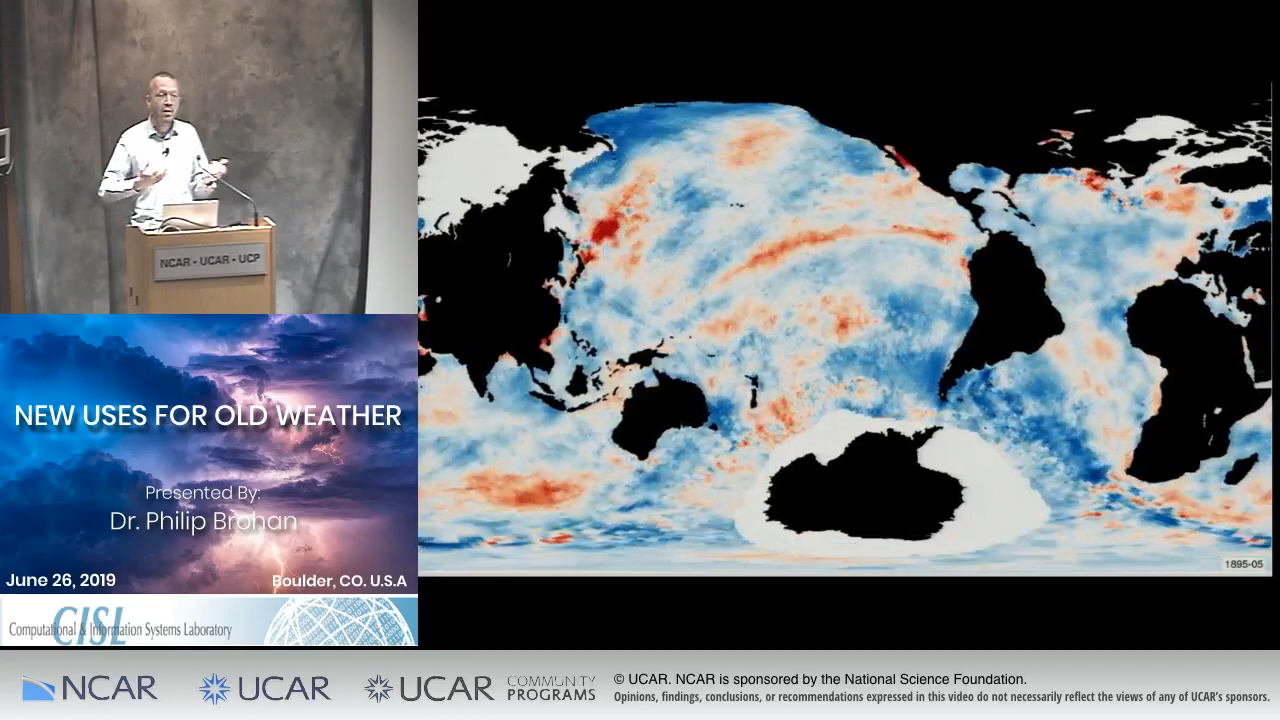 NCAR - UCAR - UCP
NEW USES FOR OLD WEATHER
Presented By:
Dr. Philip Brohan
June 26, 2019
Boulder, CO. U.S.A
CISL
Computational & Information Systems Laboratory
1895-05
NCAR
UCAR
UCAR
COMMUNITY
PROGRAMS
© UCAR. NCAR is sponsored by the National Science Foundation.
Opinions, findings, conclusions, or recommendations expressed in this video do not necessarily reflect the views of any of UCAR's sponsors.